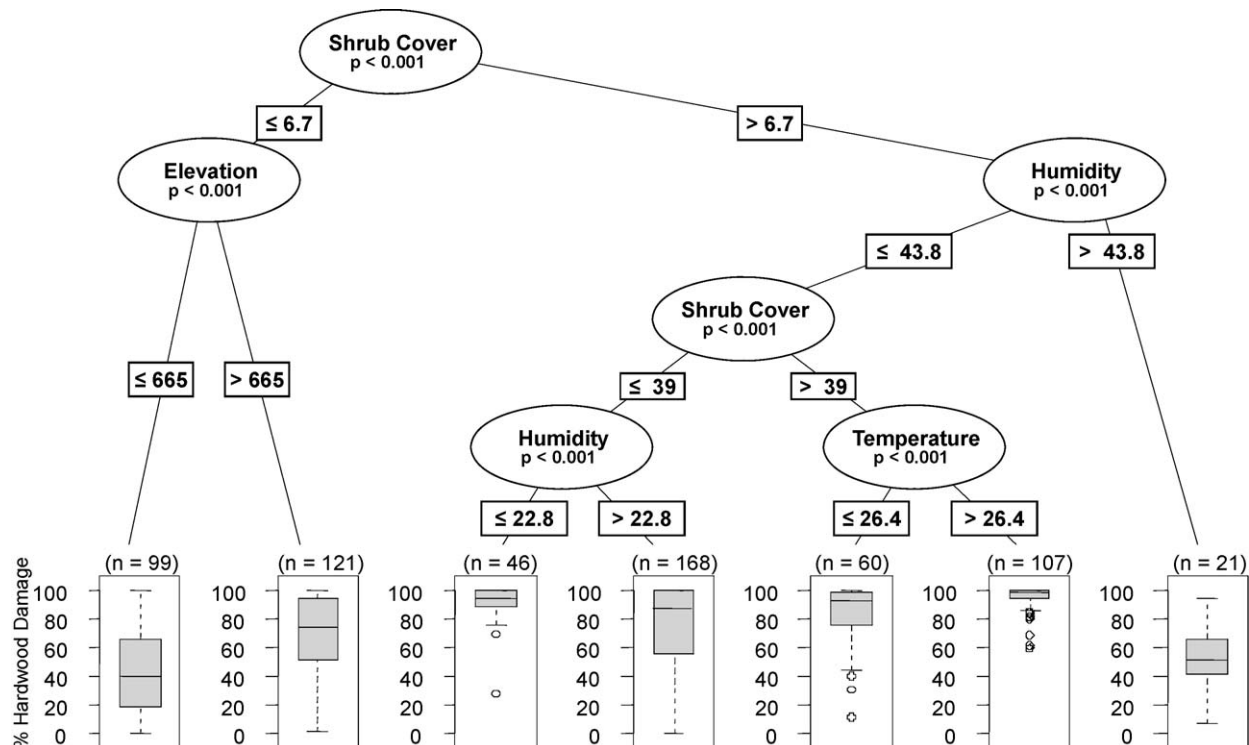 Shrub Cover
p < 0.001
≤ 6.7
> 6.7
Elevation
p < 0.001
Humidity
p < 0.001
≤ 43.8
> 43.8
Shrub Cover
p < 0.001
≤ 665
> 665
≤ 39
> 39
Humidity
p < 0.001
Temperature
p < 0.001
≤ 22.8
> 22.8
≤ 26.4
> 26.4
(n = 99)
(n = 121)
(n = 46)
(n = 168)
(n = 60)
(n = 107)
(n = 21)
% Hardwood Damage
100 100 100 100 100 100 100
80 80 80 80 80 80 80
60 60 60 60 60 60 60
40 40 40 40 40 40 40
20 20 20 20 20 20 20
0 0 0 0 0 0 0